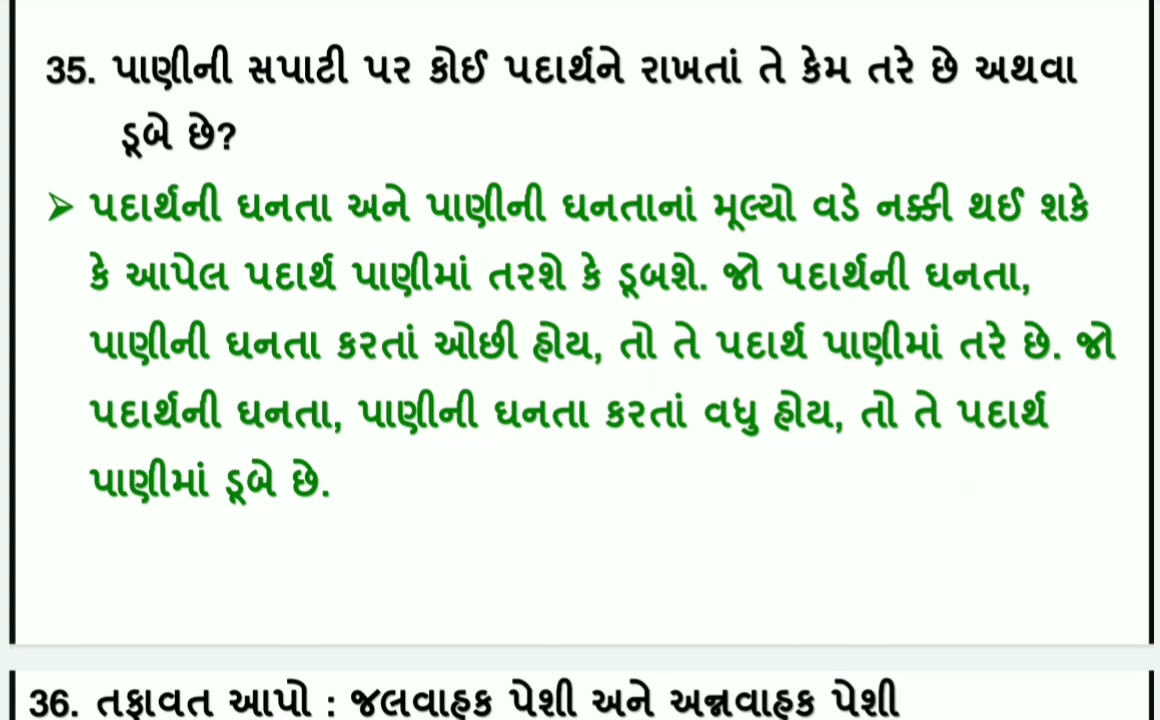 35. પાણીની સપાટી પર કોઈ પદાર્થને રાખતાં તે કેમ તરે છે અથવા
ડૂબે છે?
➢ પદાર્થની ઘનતા અને પાણીની ઘનતાનાં મૂલ્યો વડે નક્કી થઈ શકે
કે આપેલ પદાર્થ પાણીમાં તરશે કે ડૂબશે. જો પદાર્થની ઘનતા,
પાણીની ઘનતા કરતાં ઓછી હોય, તો તે પદાર્થ પાણીમાં તરે છે. જો
પદાર્થની ઘનતા, પાણીની ઘનતા કરતાં વધુ હોય, તો તે પદાર્થ
પાણીમાં ડૂબે છે.
36. તફાવત આપો : જલવાહક પેશી અને અન્નવાહક પેશી